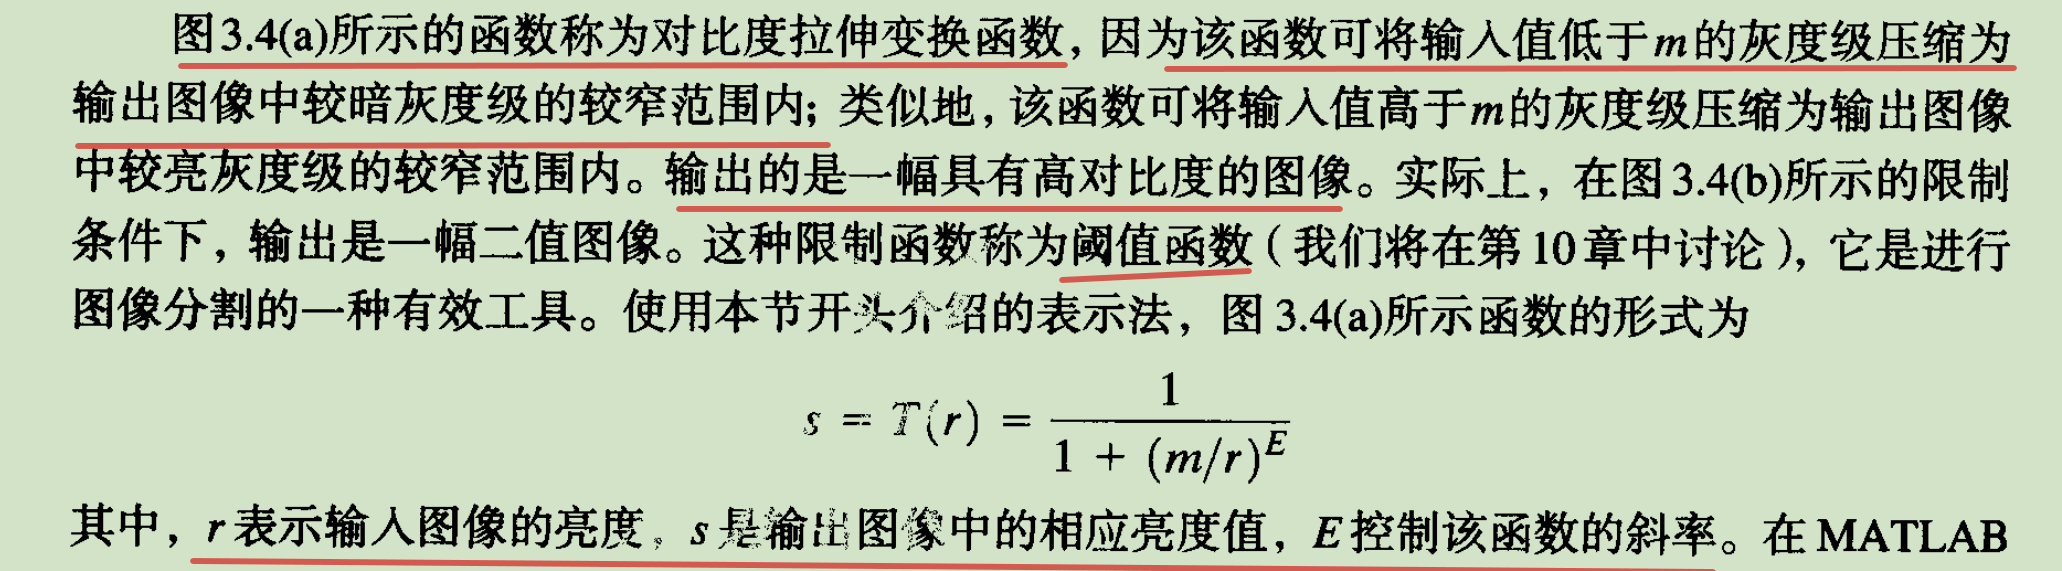 图3.4(a)所示的函数称为对比度拉伸变换函数，因为该函数可将输入值低于m的灰度级压缩为
输出图像中较暗灰度级的较窄范围内；类似地，该函数可将输入值高于m的灰度级压缩为输出图像
中较亮灰度级的较窄范围内。输出的是一幅具有高对比度的图像。实际上，在图3.4(b)所示的限制
条件下，输出是一幅二值图像。这种限制函数称为阈值函数（我们将在第10章中讨论），它是进行
图像分割的一种有效工具。使用本节开头介绍的表示法，图3.4(a)所示函数的形式为
s = T(r) = 1 / (1 + (m/r)^E)
其中，r表示输入图像的亮度。s是输出图像中的相应亮度值，E控制该函数的斜率。在MATLAB